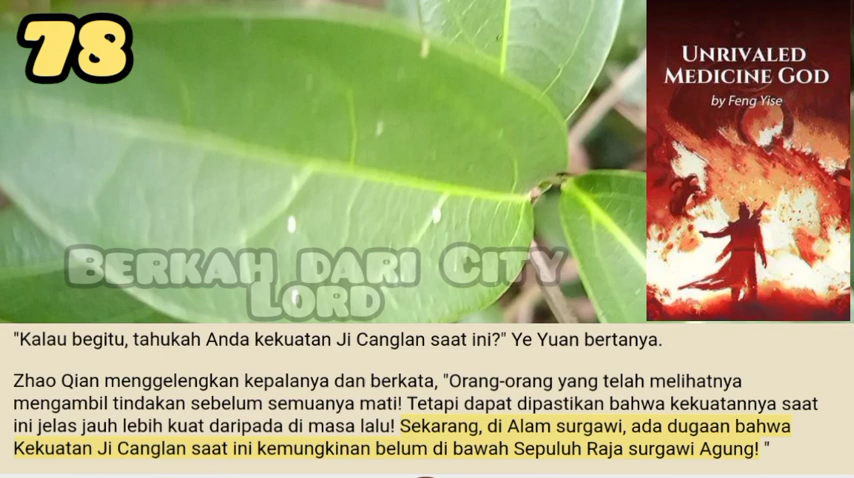 78
UNRIVALED
MEDICINE GOD
by Feng Yise
BERKAH DARI CITY
LORD
"Kalau begitu, tahukah Anda kekuatan Ji Canglan saat ini?" Ye Yuan bertanya.
Zhao Qian menggelengkan kepalanya dan berkata, "Orang-orang yang telah melihatnya
mengambil tindakan sebelum semuanya mati! Tetapi dapat dipastikan bahwa kekuatannya saat
ini jelas jauh lebih kuat daripada di masa lalu! Sekarang, di Alam surgawi, ada dugaan bahwa
Kekuatan Ji Canglan saat ini kemungkinan belum di bawah Sepuluh Raja surgawi Agung! "